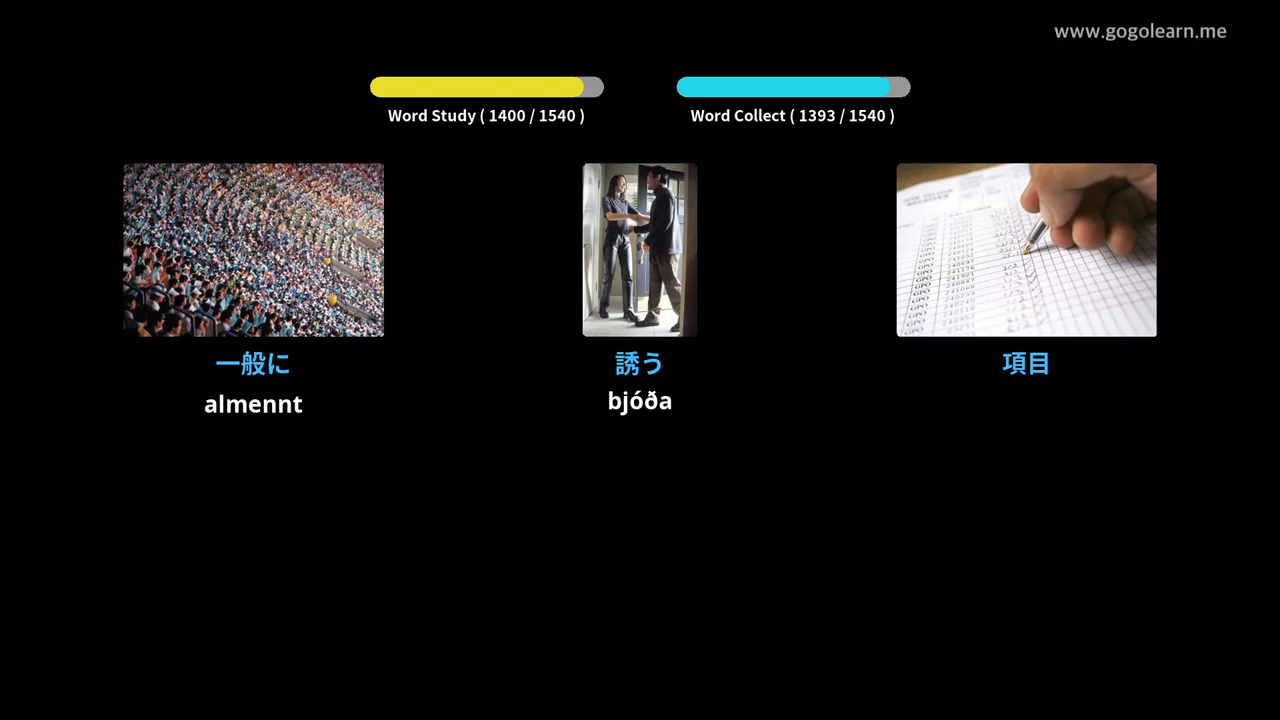 www.gogolearn.me
Word Study ( 1400 / 1540 )
Word Collect ( 1393 / 1540 )
一般に
誘う
項目
almennt
bjóða